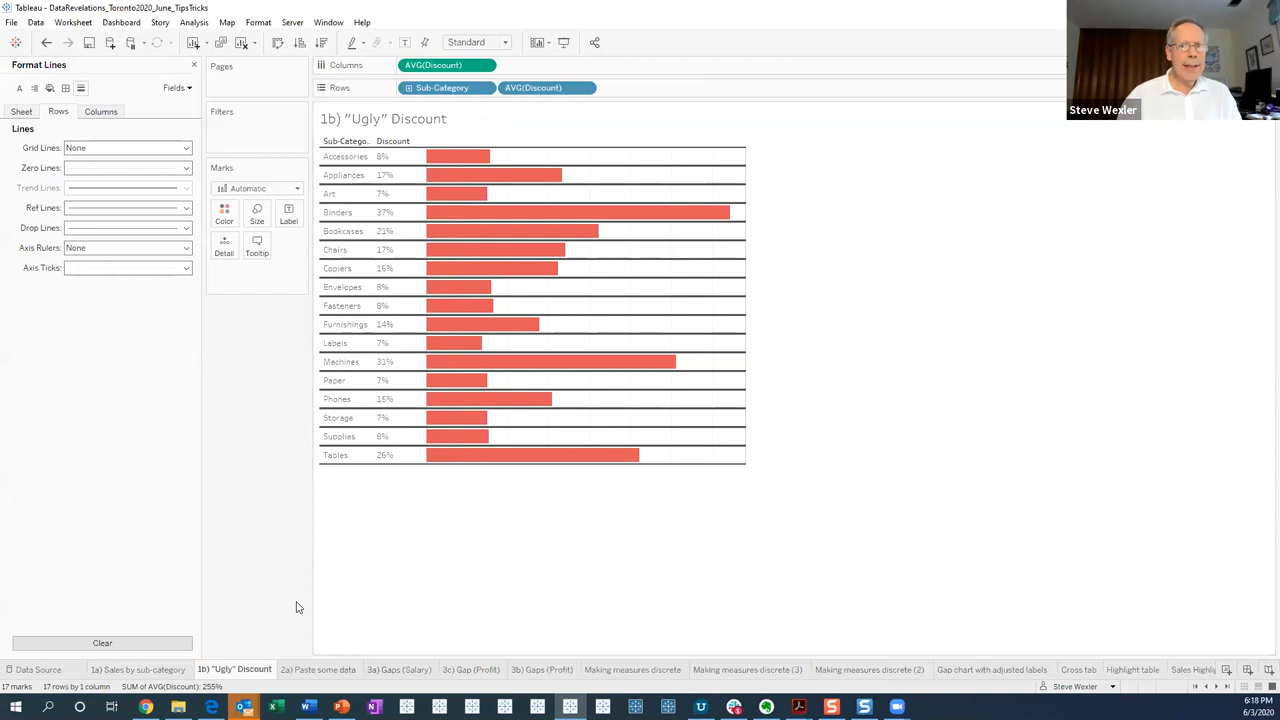 Tableau - DataRevelations_Toronto2020_June_TipsTricks
File Data Worksheet Dashboard Story Analysis Map Format Server Window Help
Standard
Format Lines
Fields
Sheet Rows Columns
Lines
Grid Lines: None
Zero Lines:
Trend Lines:
Ref Lines:
Drop Lines:
Axis Rulers: None
Axis Ticks:
Clear
Pages
Filters
Marks
Automatic
Color Size Label
Detail Tooltip
Columns AVG(Discount)
Rows Sub-Category AVG(Discount)
1b) "Ugly" Discount
Sub-Catego.. Discount
Accessories 8%
Appliances 17%
Art 7%
Binders 37%
Bookcases 21%
Chairs 17%
Copiers 16%
Envelopes 8%
Fasteners 8%
Furnishings 14%
Labels 7%
Machines 31%
Paper 7%
Phones 15%
Storage 7%
Supplies 8%
Tables 26%
Steve Wexler
Data Source 1a) Sales by sub-category 1b) "Ugly" Discount 2a) Paste some data 3a) Gaps (Salary) 3c) Gap (Profit) 3b) Gaps (Profit) Making measures discrete Making measures discrete (3) Making measures discrete (2) Gap chart with adjusted labels Cross tab Highlight table Sales Highli
17 marks 17 rows by 1 column SUM of AVG(Discount): 255% Steve Wexler
6:18 PM
6/3/2020